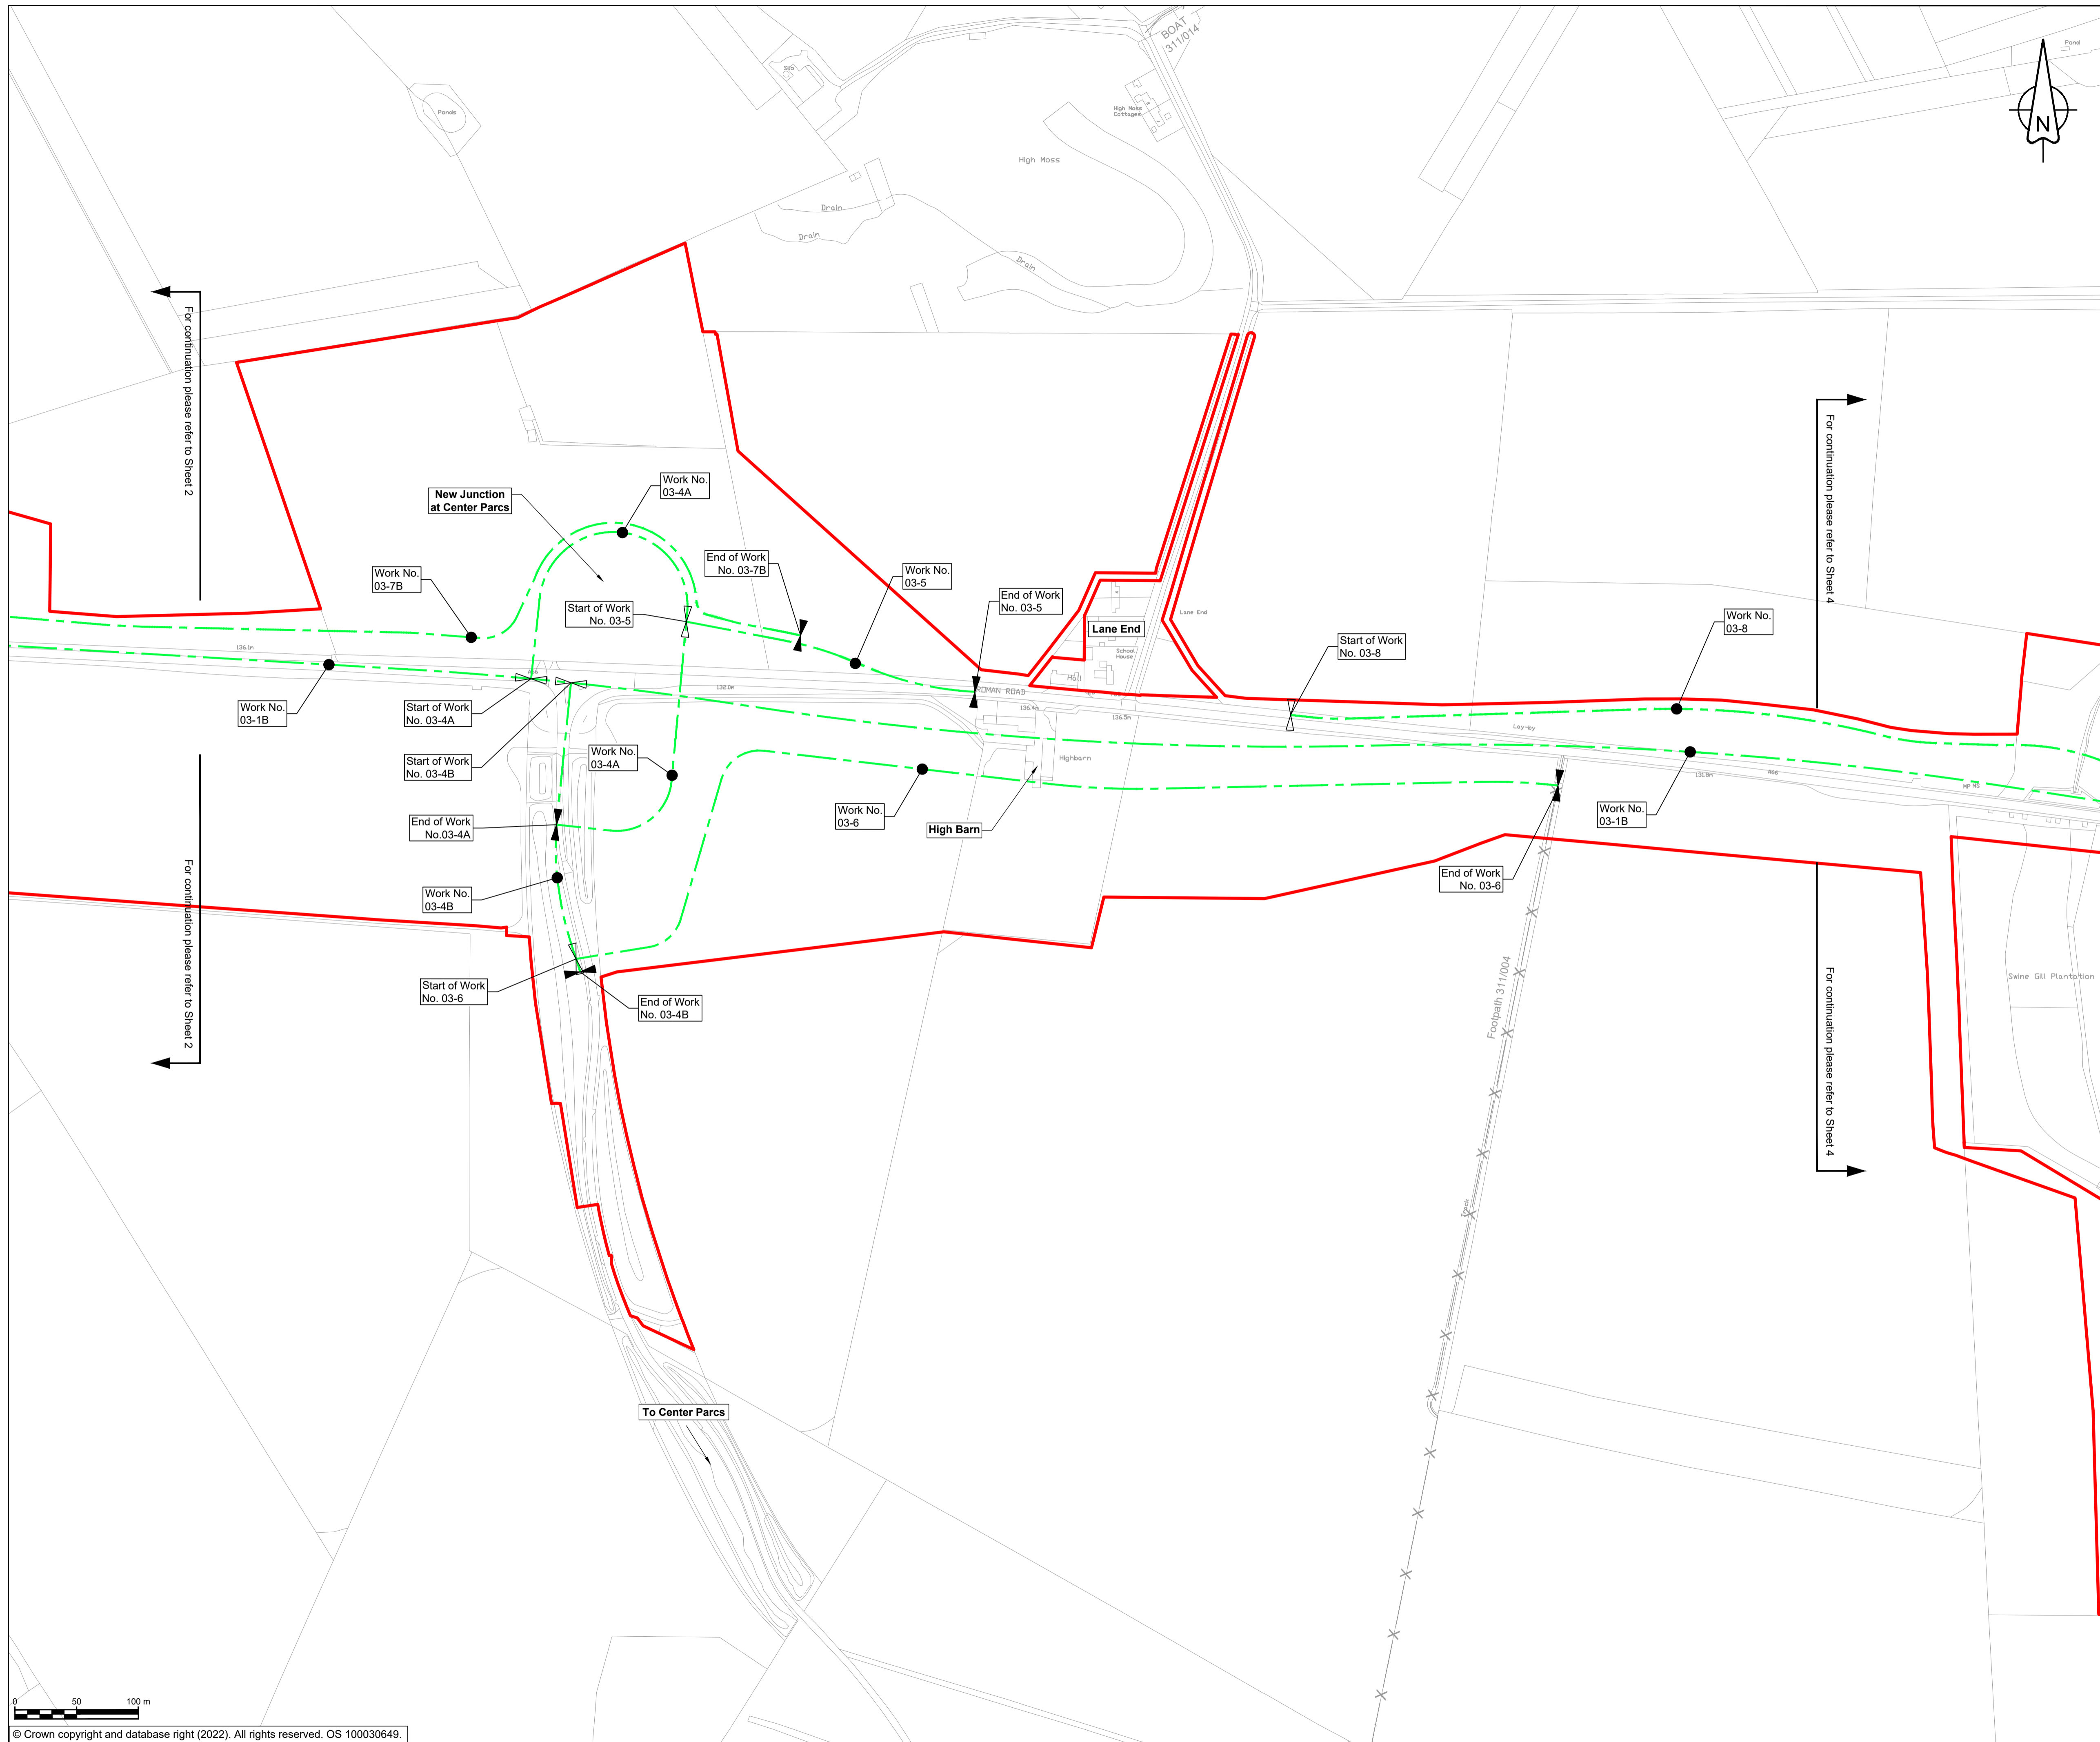 BOAT
311/014
Pond
N
Silo
Ponds
High Moss
Cottages
High Moss
Drain
Drain
Drain
For continuation please refer to Sheet 2
For continuation please refer to Sheet 4
New Junction
at Center Parcs
Work No.
03-4A
Work No.
03-7B
End of Work
No. 03-7B
Work No.
03-5
Start of Work
No. 03-5
End of Work
No. 03-5
Lane End
Lane End
School
House
Hall
Start of Work
No. 03-8
Work No.
03-8
136.1m
A66
132.0m
ROMAN ROAD
136.4m
136.5m
Lay-by
Work No.
03-1B
Start of Work
No. 03-4A
Start of Work
No. 03-4B
Work No.
03-4A
Highbarn
131.8m
A66
MP MS
End of Work
No.03-4A
Work No.
03-6
High Barn
Work No.
03-1B
End of Work
No. 03-6
Work No.
03-4B
For continuation please refer to Sheet 2
For continuation please refer to Sheet 4
Start of Work
No. 03-6
End of Work
No. 03-4B
Footpath 311/004
Swine Gill Plantation
Track
To Center Parcs
0 50 100 m
© Crown copyright and database right (2022). All rights reserved. OS 100030649.